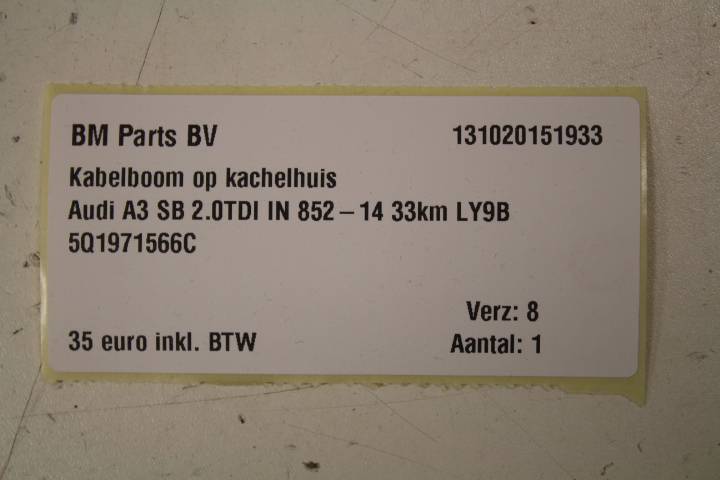 BM Parts BV 131020151933
Kabelboom op kachelhuis
Audi A3 SB 2.0TDI IN 852 – 14 33km LY9B
5Q1971566C
Verz: 8
35 euro inkl. BTW Aantal: 1